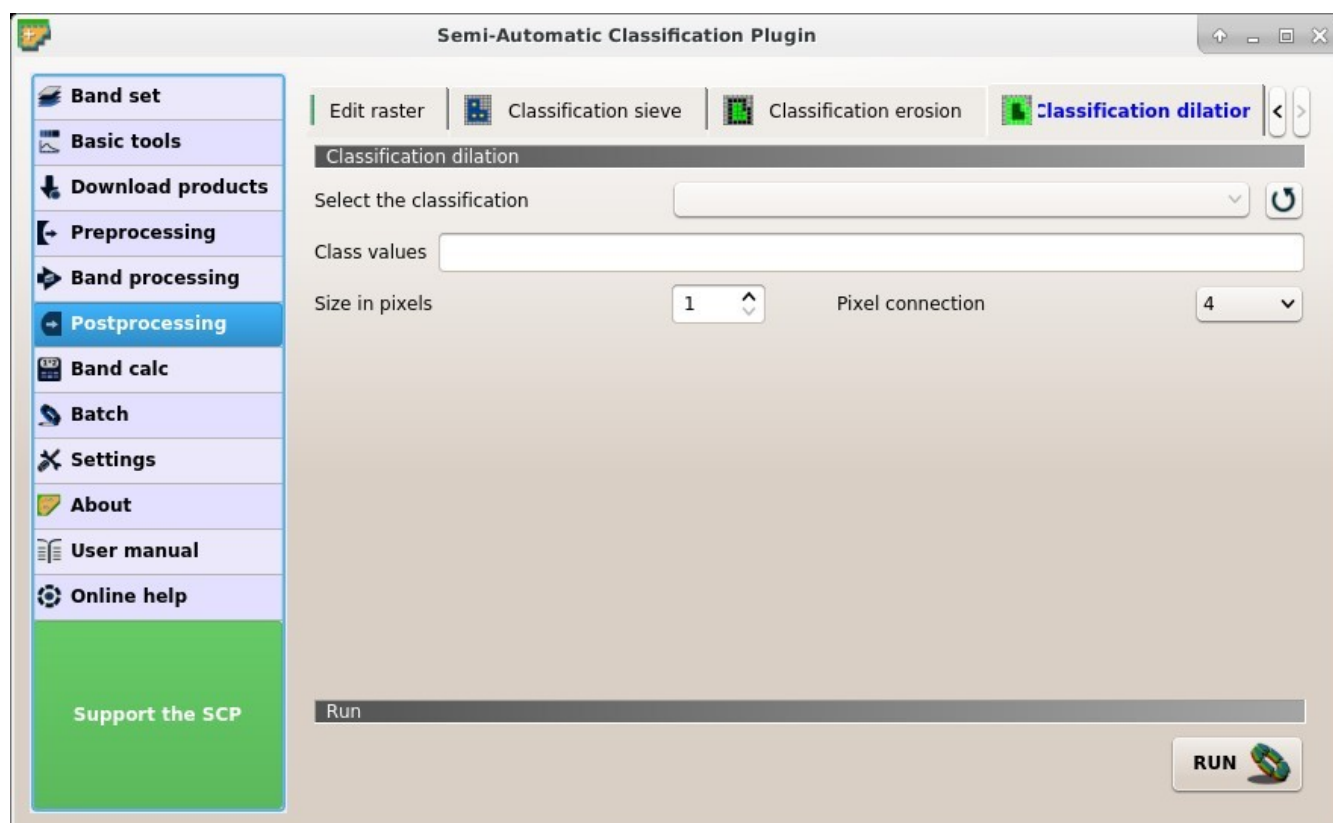 Semi-Automatic Classification Plugin
Band set
Basic tools
Download products
Preprocessing
Band processing
Postprocessing
Band calc
Batch
Settings
About
User manual
Online help
Support the SCP
Edit raster
Classification sieve
Classification erosion
Classification dilation
Classification dilation
Select the classification
Class values
Size in pixels 1 Pixel connection 4
Run
RUN